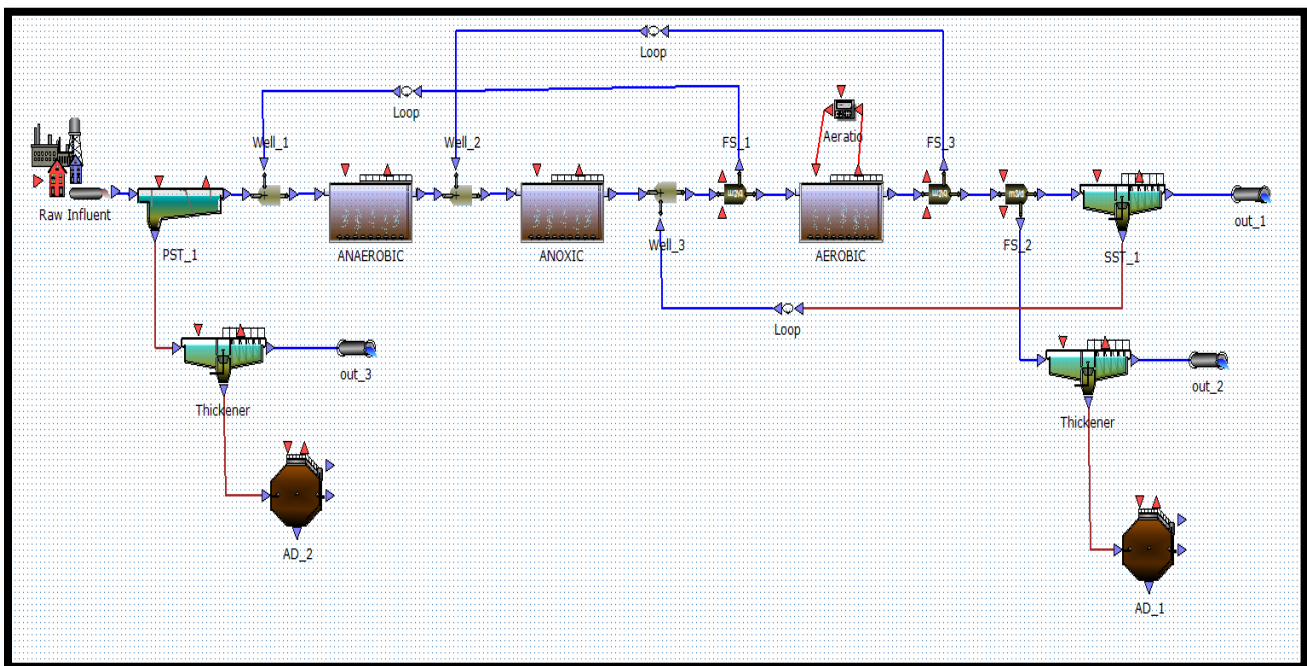 Loop
Loop
Well_1
Well_2
FS_1
Aeratio
FS_3
Raw Influent
PST_1
ANAEROBIC
ANOXIC
Well_3
AEROBIC
FS_2
SST_1
out_1
Loop
out_3
Thickener
out_2
Thickener
AD_2
AD_1